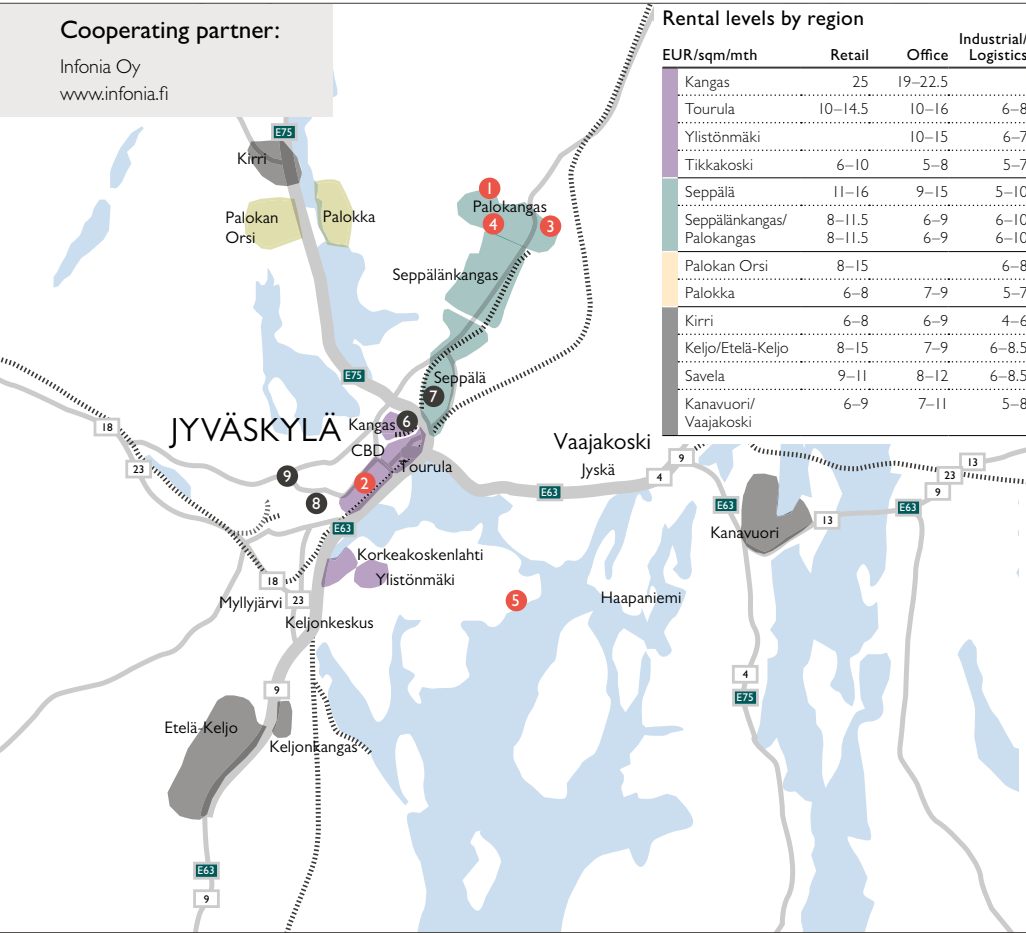 Cooperating partner:
Infonia Oy
www.infonia.fi
Rental levels by region
EUR/sqm/mth Retail Office Industrial/Logistics
Kangas 25 19–22.5
Tourula 10–14.5 10–16 6–8
Ylistönmäki 10–15 6–7
Tikkakoski 6–10 5–8 5–7
Seppälä 11–16 9–15 5–10
Seppälänkangas/ 8–11.5 6–9 6–10
Palokangas 8–11.5 6–9 6–10
Palokan Orsi 8–15 6–8
Palokka 6–8 7–9 5–7
Kirri 6–8 6–9 4–6
Keljo/Etelä-Keljo 8–15 7–9 6–8.5
Savela 9–11 8–12 6–8.5
Kanavuori/ 6–9 7–11 5–8
Vaajakoski
E75
Kirri
Palokan
Orsi
Palokka
1
Palokangas
4
3
Seppälänkangas
E75
Seppälä
7
18
JYVÄSKYLÄ
Kangas
6
CBD
Tourula
23
9
2
8
E63
Vaajakoski
Jyskä
E63
4
9
13
23
9
E63
Kanavuori
13
E63
Korkeakoskenlahti
Ylistönmäki
18
Myllyjärvi
23
Keljonkeskus
5
Haapaniemi
9
4
E75
Etelä-Keljo
Keljonkangas
E63
9